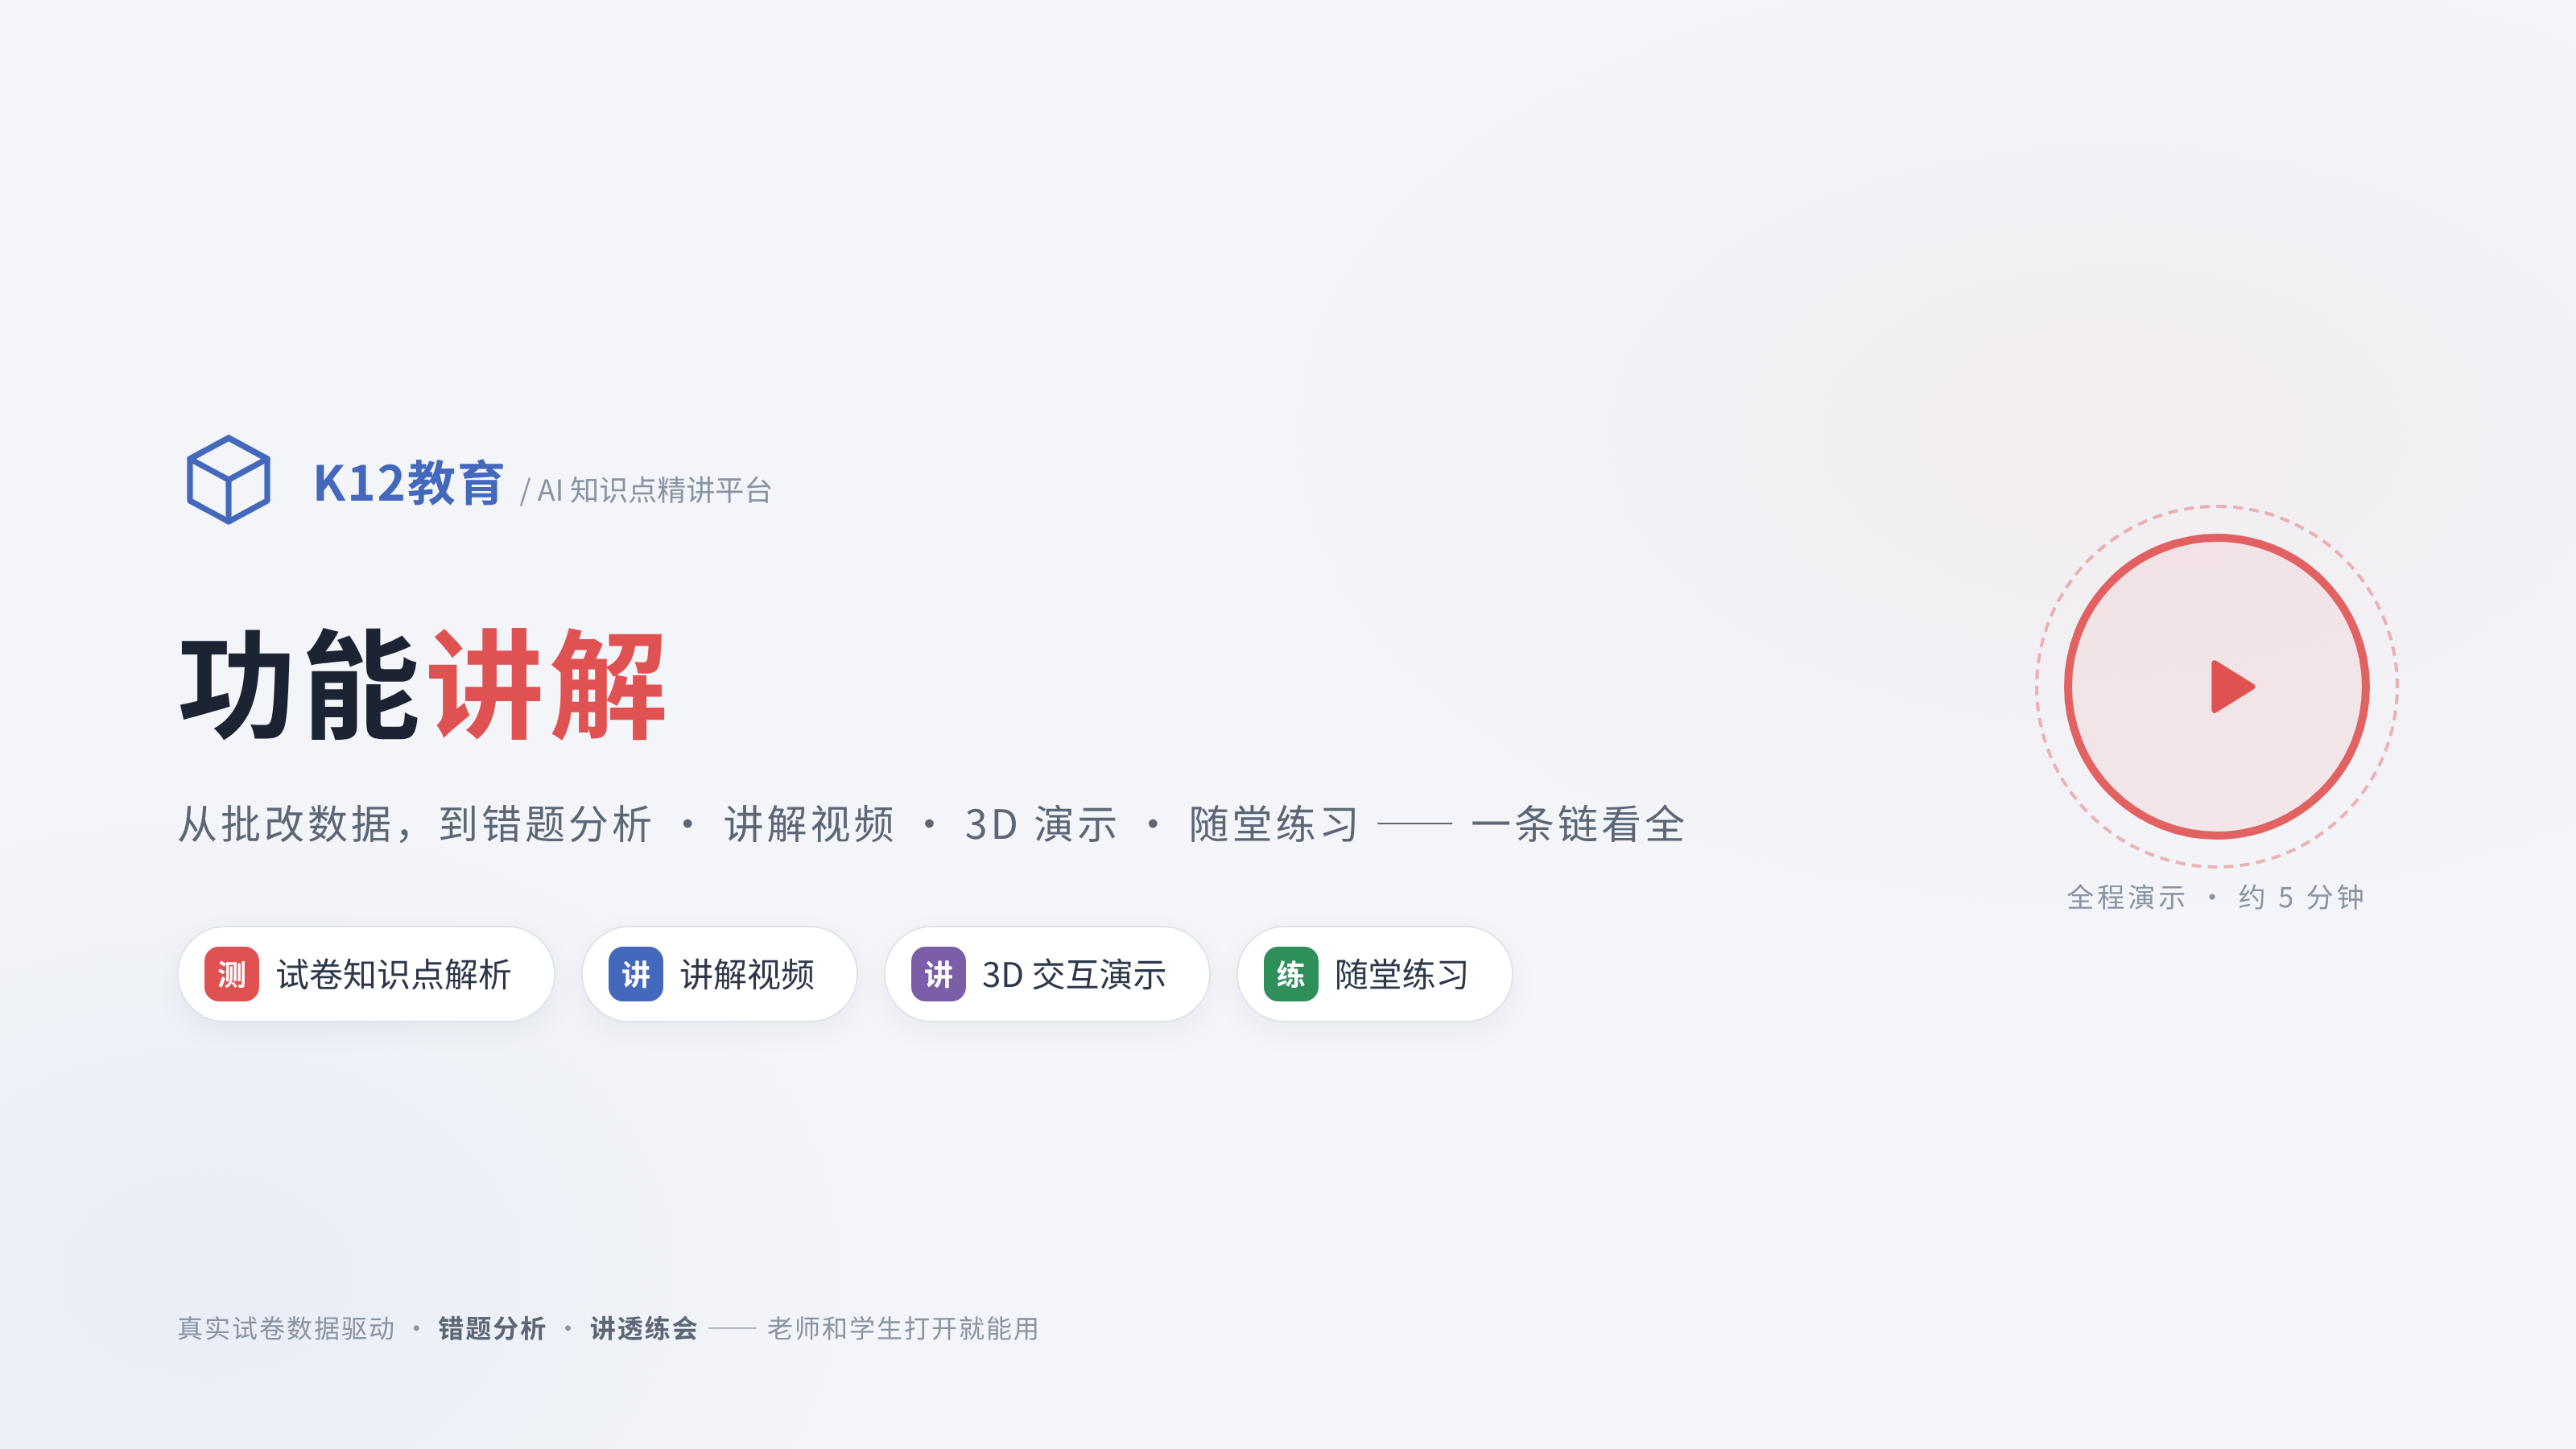 K12教育 / AI 知识点精讲平台
功能讲解
从批改数据，到错题分析 · 讲解视频 · 3D 演示 · 随堂练习 —— 一条链看全
全程演示 · 约 5 分钟
测 试卷知识点解析 讲 讲解视频 讲 3D 交互演示 练 随堂练习
真实试卷数据驱动 · 错题分析 · 讲透练会 —— 老师和学生打开就能用